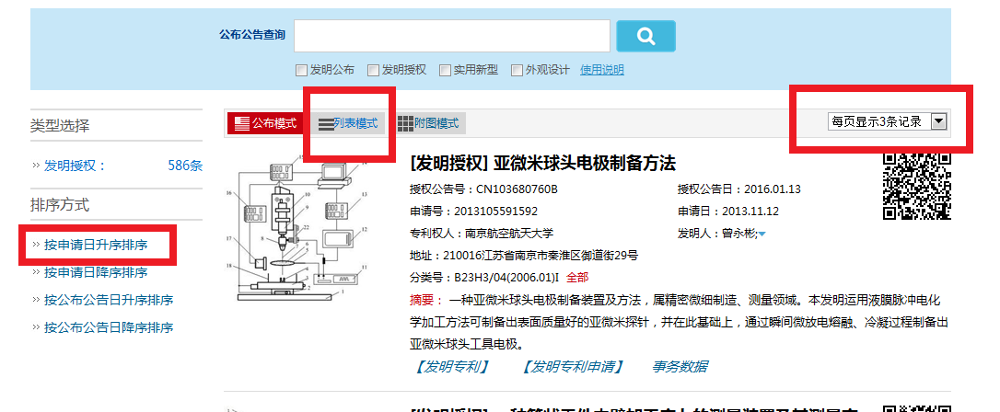 公布公告查询
发明公布 发明授权 实用新型 外观设计 使用说明
类型选择
发明授权： 586条
排序方式
按申请日升序排序
按申请日降序排序
按公布公告日升序排序
按公布公告日降序排序
公布模式 列表模式 附图模式 每页显示3条记录
[发明授权] 亚微米球头电极制备方法
授权公告号：CN103680760B 授权公告日：2016.01.13
申请号：2013105591592 申请日：2013.11.12
专利权人：南京航空航天大学 发明人：曾永彬;
地址：210016江苏省南京市秦淮区御道街29号
分类号：B23H3/04(2006.01)I 全部
摘要： 一种亚微米球头电极制备装置及方法，属精密微细制造、测量领域。本发明运用液膜脉冲电化
学加工方法可制备出表面质量好的亚微米探针，并在此基础上，通过瞬间微放电熔融、冷凝过程制备出
亚微米球头工具电极。
【发明专利】 【发明专利申请】 事务数据